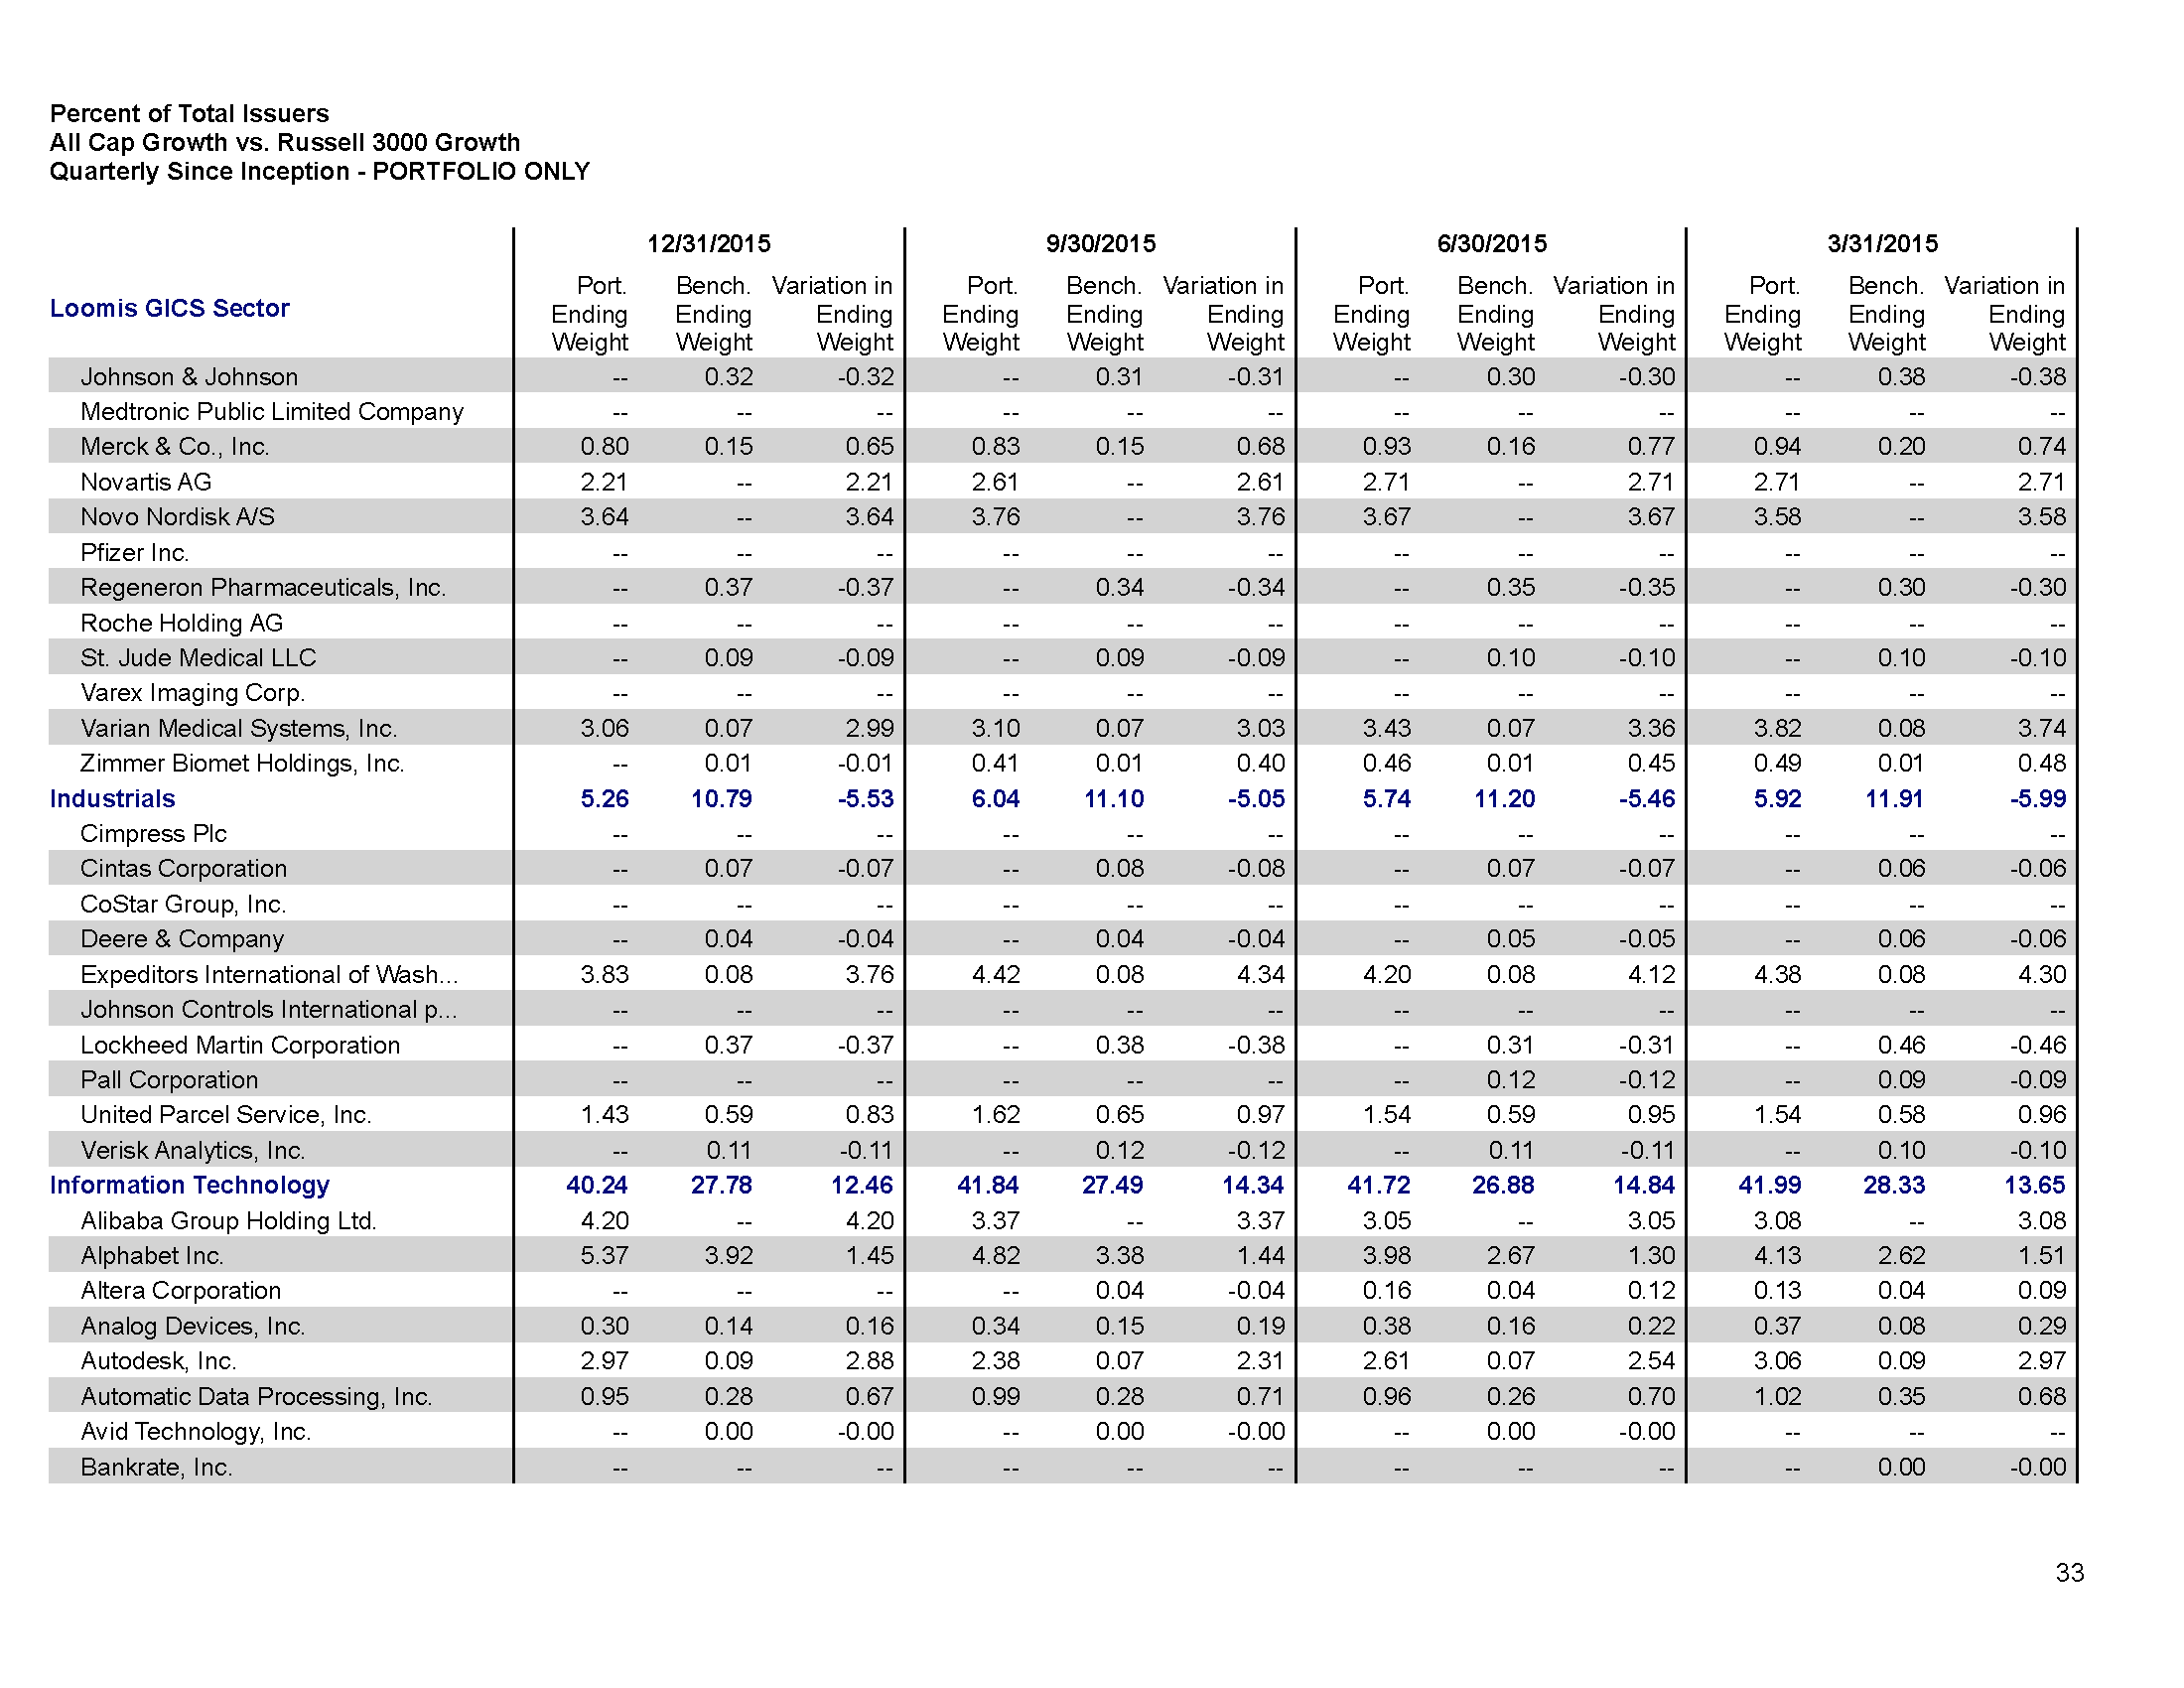 Percent of Total Issuers
All Cap Growth vs. Russell 3000 Growth
Quarterly Since Inception - PORTFOLIO ONLY
12/31/2015 9/30/2015 6/30/2015 3/31/2015
Port. Bench. Variation in Port. Bench. Variation in Port. Bench. Variation in Port. Bench. Variation in
Loomis GICS Sector Ending Ending Ending Ending Ending Ending Ending Ending Ending Ending Ending Ending
Weight Weight Weight Weight Weight Weight Weight Weight Weight Weight Weight Weight
Johnson & Johnson -- 0.32 -0.32 -- 0.31 -0.31 -- 0.30 -0.30 -- 0.38 -0.38
Medtronic Public Limited Company -- -- -- -- -- -- -- -- -- -- -- --
Merck & Co., Inc. 0.80 0.15 0.65 0.83 0.15 0.68 0.93 0.16 0.77 0.94 0.20 0.74
Novartis AG 2.21 -- 2.21 2.61 -- 2.61 2.71 -- 2.71 2.71 -- 2.71
Novo Nordisk A/S 3.64 -- 3.64 3.76 -- 3.76 3.67 -- 3.67 3.58 -- 3.58
Pfizer Inc. -- -- -- -- -- -- -- -- -- -- -- --
Regeneron Pharmaceuticals, Inc. -- 0.37 -0.37 -- 0.34 -0.34 -- 0.35 -0.35 -- 0.30 -0.30
Roche Holding AG -- -- -- -- -- -- -- -- -- -- -- --
St. Jude Medical LLC -- 0.09 -0.09 -- 0.09 -0.09 -- 0.10 -0.10 -- 0.10 -0.10
Varex Imaging Corp. -- -- -- -- -- -- -- -- -- -- -- --
Varian Medical Systems, Inc. 3.06 0.07 2.99 3.10 0.07 3.03 3.43 0.07 3.36 3.82 0.08 3.74
Zimmer Biomet Holdings, Inc. -- 0.01 -0.01 0.41 0.01 0.40 0.46 0.01 0.45 0.49 0.01 0.48
Industrials 5.26 10.79 -5.53 6.04 11.10 -5.05 5.74 11.20 -5.46 5.92 11.91 -5.99
Cimpress Plc -- -- -- -- -- -- -- -- -- -- -- --
Cintas Corporation -- 0.07 -0.07 -- 0.08 -0.08 -- 0.07 -0.07 -- 0.06 -0.06
CoStar Group, Inc. -- -- -- -- -- -- -- -- -- -- -- --
Deere & Company -- 0.04 -0.04 -- 0.04 -0.04 -- 0.05 -0.05 -- 0.06 -0.06
Expeditors International of Wash... 3.83 0.08 3.76 4.42 0.08 4.34 4.20 0.08 4.12 4.38 0.08 4.30
Johnson Controls International p... -- -- -- -- -- -- -- -- -- -- -- --
Lockheed Martin Corporation -- 0.37 -0.37 -- 0.38 -0.38 -- 0.31 -0.31 -- 0.46 -0.46
Pall Corporation -- -- -- -- -- -- -- 0.12 -0.12 -- 0.09 -0.09
United Parcel Service, Inc. 1.43 0.59 0.83 1.62 0.65 0.97 1.54 0.59 0.95 1.54 0.58 0.96
Verisk Analytics, Inc. -- 0.11 -0.11 -- 0.12 -0.12 -- 0.11 -0.11 -- 0.10 -0.10
Information Technology 40.24 27.78 12.46 41.84 27.49 14.34 41.72 26.88 14.84 41.99 28.33 13.65
Alibaba Group Holding Ltd. 4.20 -- 4.20 3.37 -- 3.37 3.05 -- 3.05 3.08 -- 3.08
Alphabet Inc. 5.37 3.92 1.45 4.82 3.38 1.44 3.98 2.67 1.30 4.13 2.62 1.51
Altera Corporation -- -- -- -- 0.04 -0.04 0.16 0.04 0.12 0.13 0.04 0.09
Analog Devices, Inc. 0.30 0.14 0.16 0.34 0.15 0.19 0.38 0.16 0.22 0.37 0.08 0.29
Autodesk, Inc. 2.97 0.09 2.88 2.38 0.07 2.31 2.61 0.07 2.54 3.06 0.09 2.97
Automatic Data Processing, Inc. 0.95 0.28 0.67 0.99 0.28 0.71 0.96 0.26 0.70 1.02 0.35 0.68
Avid Technology, Inc. -- 0.00 -0.00 -- 0.00 -0.00 -- 0.00 -0.00 -- -- --
Bankrate, Inc. -- -- -- -- -- -- -- -- -- -- 0.00 -0.00
33